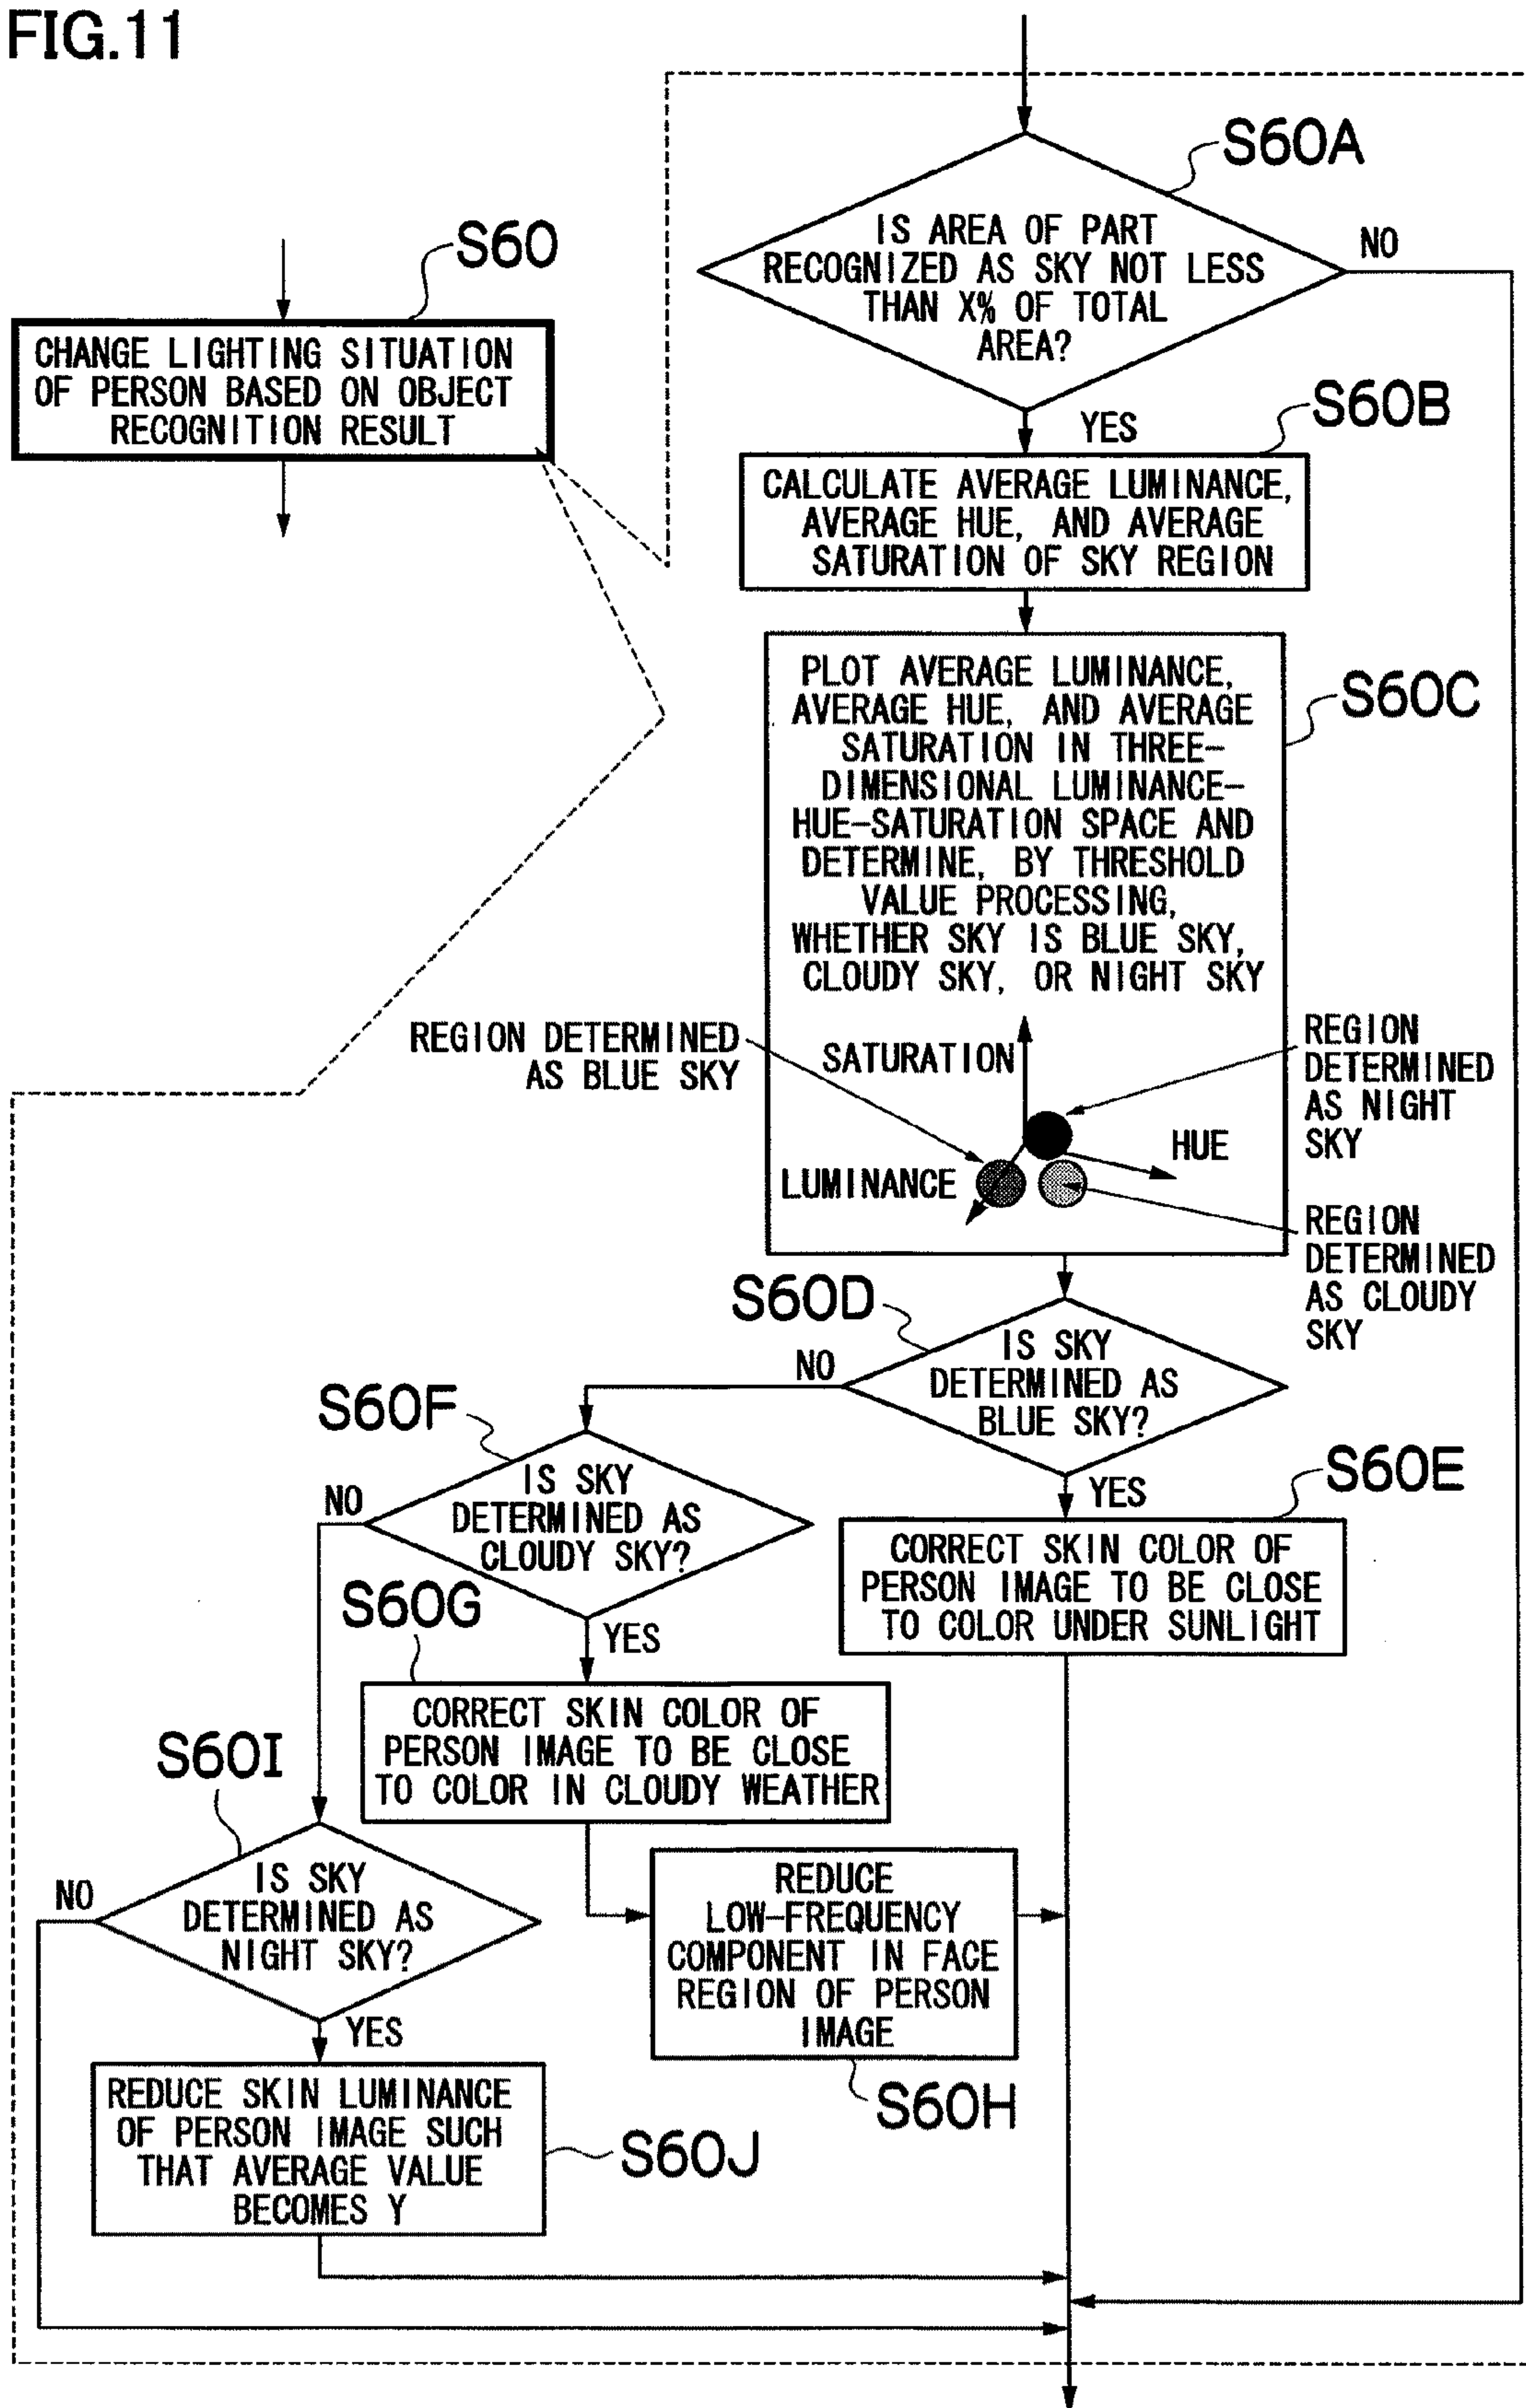 FIG.11
S60
CHANGE LIGHTING SITUATION
OF PERSON BASED ON OBJECT
RECOGNITION RESULT
S60A
IS AREA OF PART
RECOGNIZED AS SKY NOT LESS
THAN X% OF TOTAL
AREA?
NO
YES
S60B
CALCULATE AVERAGE LUMINANCE,
AVERAGE HUE, AND AVERAGE
SATURATION OF SKY REGION
S60C
PLOT AVERAGE LUMINANCE,
AVERAGE HUE, AND AVERAGE
SATURATION IN THREE-
DIMENSIONAL LUMINANCE-
HUE-SATURATION SPACE AND
DETERMINE, BY THRESHOLD
VALUE PROCESSING,
WHETHER SKY IS BLUE SKY,
CLOUDY SKY, OR NIGHT SKY
REGION DETERMINED
AS BLUE SKY
SATURATION
HUE
LUMINANCE
REGION
DETERMINED
AS NIGHT
SKY
REGION
DETERMINED
AS CLOUDY
SKY
S60D
IS SKY
DETERMINED AS
BLUE SKY?
NO
YES
S60E
CORRECT SKIN COLOR OF
PERSON IMAGE TO BE CLOSE
TO COLOR UNDER SUNLIGHT
S60F
IS SKY
DETERMINED AS
CLOUDY SKY?
NO
YES
S60G
CORRECT SKIN COLOR OF
PERSON IMAGE TO BE CLOSE
TO COLOR IN CLOUDY WEATHER
REDUCE
LOW-FREQUENCY
COMPONENT IN FACE
REGION OF PERSON
IMAGE
S60H
S60I
IS SKY
DETERMINED AS
NIGHT SKY?
NO
YES
REDUCE SKIN LUMINANCE
OF PERSON IMAGE SUCH
THAT AVERAGE VALUE
BECOMES Y
S60J